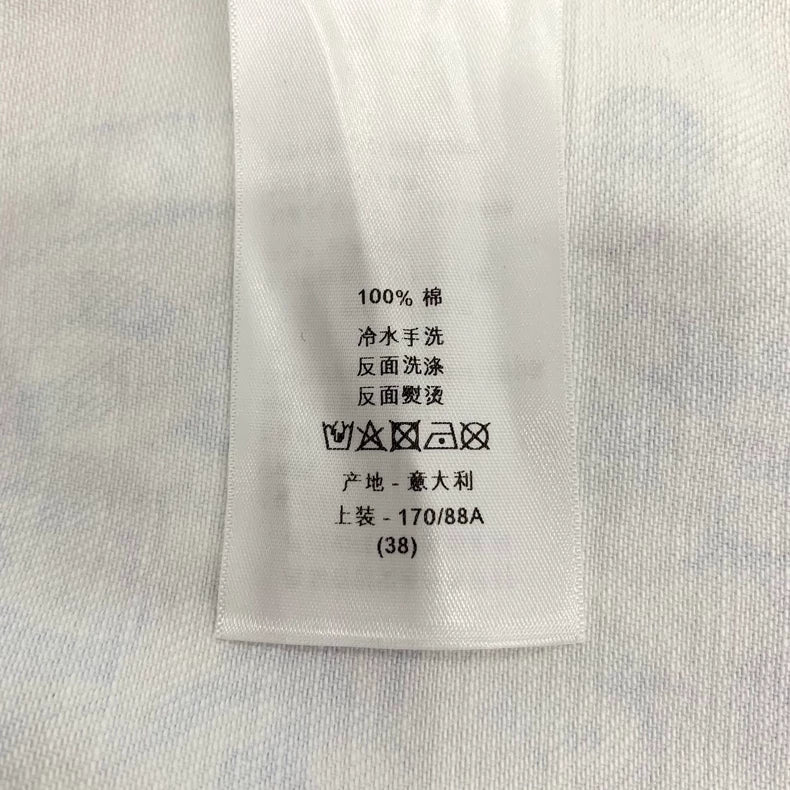 100% 棉
冷水手洗
反面洗涤
反面熨烫
产地 - 意大利
上装 - 170/88A
(38)